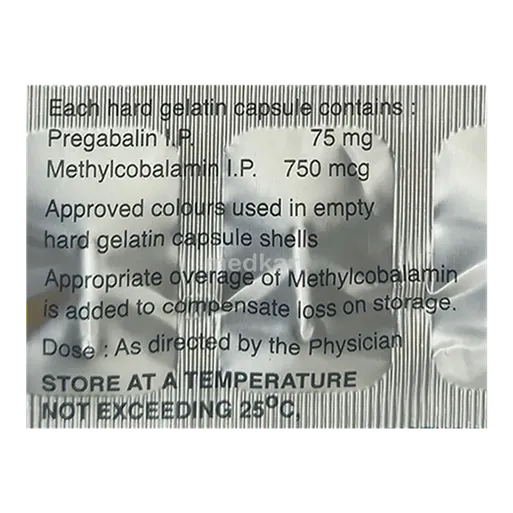 Each hard gelatin capsule contains :
Pregabalin I.P. 75 mg
Methylcobalamin I.P. 750 mcg
Approved colours used in empty
hard gelatin capsule shells
medkart
Appropriate overage of Methylcobalamin
is added to compensate loss on storage.
Dose : As directed by the Physician
STORE AT A TEMPERATURE
NOT EXCEEDING 25°C,